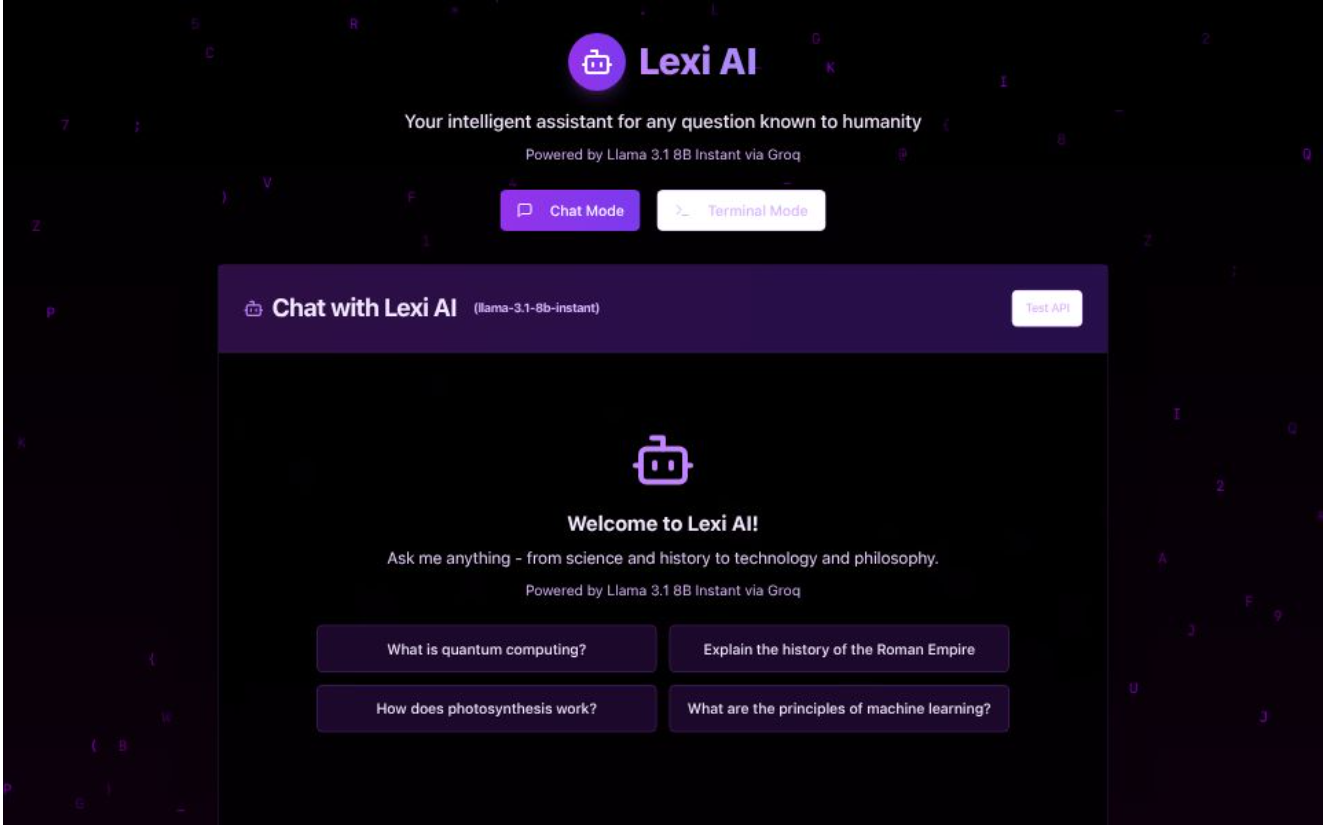 Lexi AI
Your intelligent assistant for any question known to humanity
Powered by Llama 3.1 8B Instant via Groq
Chat Mode
>_ Terminal Mode
Chat with Lexi AI (llama-3.1-8b-instant)
Test API
Welcome to Lexi AI!
Ask me anything - from science and history to technology and philosophy.
Powered by Llama 3.1 8B Instant via Groq
What is quantum computing?
Explain the history of the Roman Empire
How does photosynthesis work?
What are the principles of machine learning?